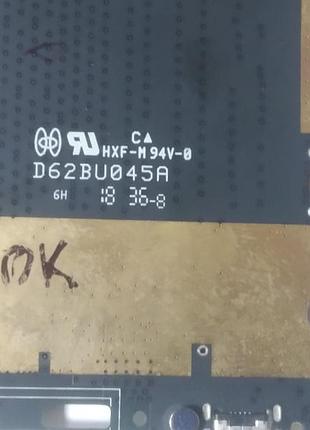 A
C
HXF-M 94V-0
D62BU045A
6H 18 36-8
OK